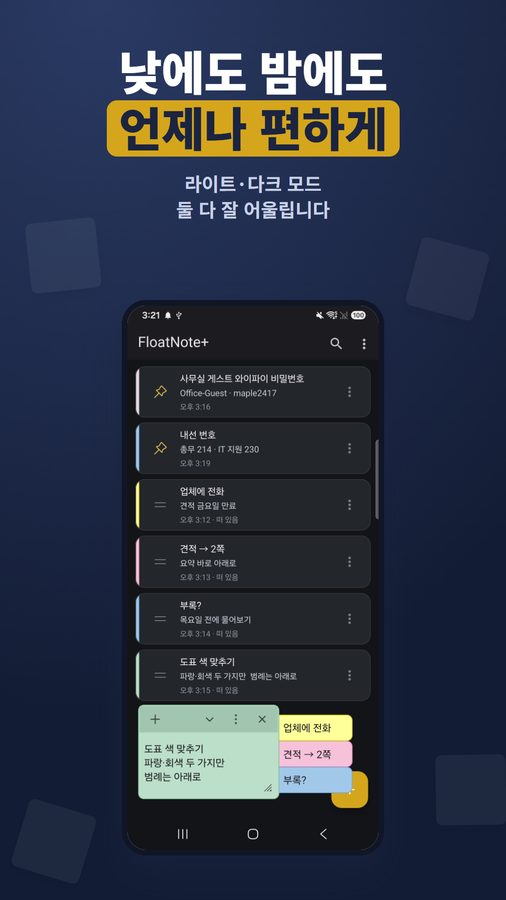 낮에도 밤에도
언제나 편하게
라이트·다크 모드
둘 다 잘 어울립니다
3:21
100
FloatNote+
사무실 게스트 와이파이 비밀번호
Office-Guest · maple2417
오후 3:16
내선 번호
총무 214 · IT 지원 230
오후 3:19
업체에 전화
견적 금요일 만료
오후 3:12 · 떠 있음
견적 → 2쪽
요약 바로 아래로
오후 3:13 · 떠 있음
부록?
목요일 전에 물어보기
오후 3:14 · 떠 있음
도표 색 맞추기
파랑·회색 두 가지만 범례는 아래로
오후 3:15 · 떠 있음
도표 색 맞추기
파랑·회색 두 가지만
범례는 아래로
업체에 전화
견적 → 2쪽
부록?